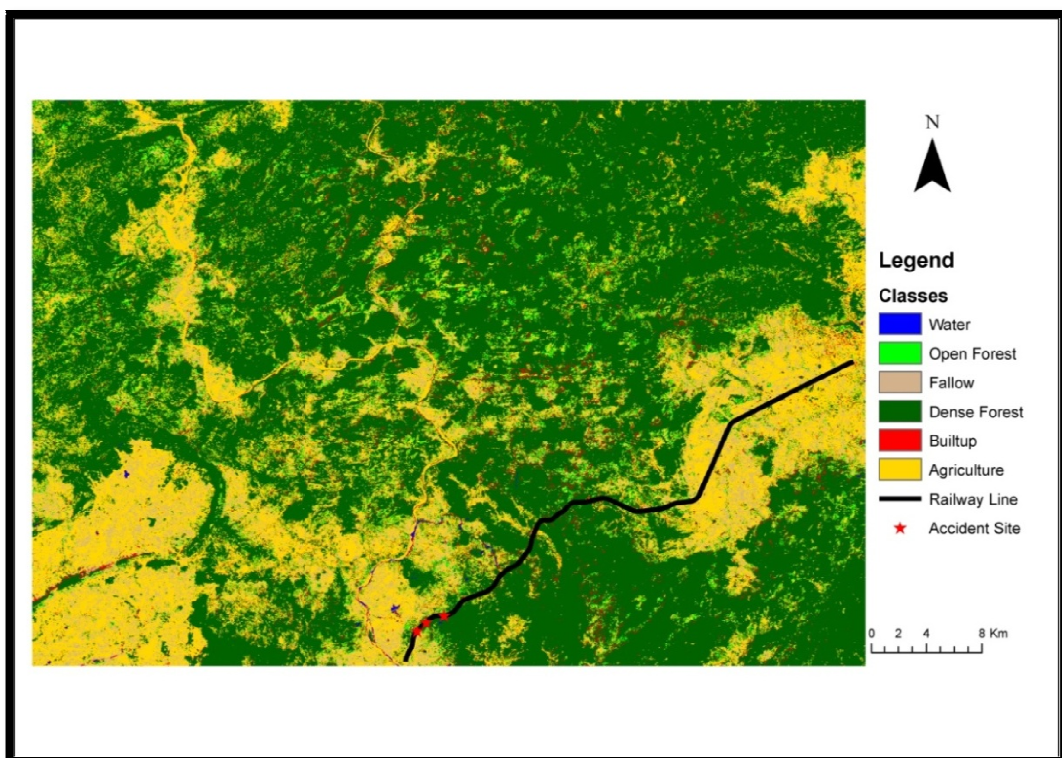 N
Legend
Classes
Water
Open Forest
Fallow
Dense Forest
Builtup
Agriculture
Railway Line
Accident Site
0 2 4 8 Km